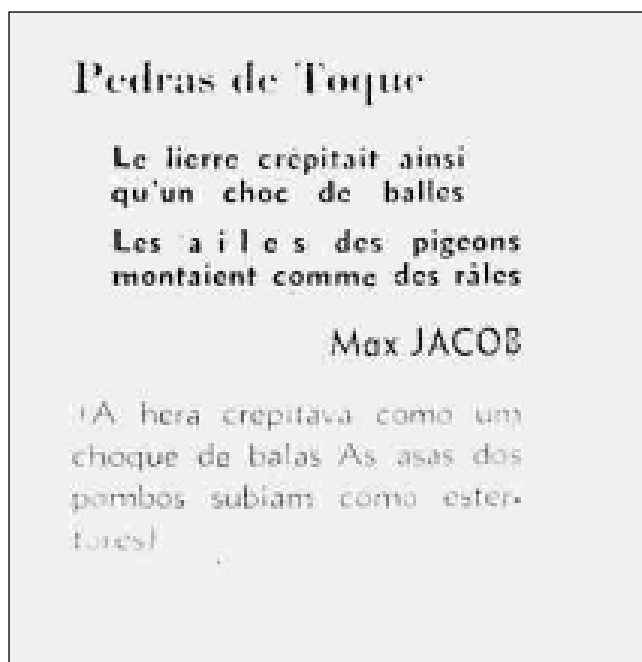 Pedras de Toque
Le lierre crépitait ainsi
qu'un choc de balles
Les ailes des pigeons
montaient comme des râles
Max JACOB
(A hera crepitava como um
choque de balas As asas dos
pombos subiam como ester-
tores)